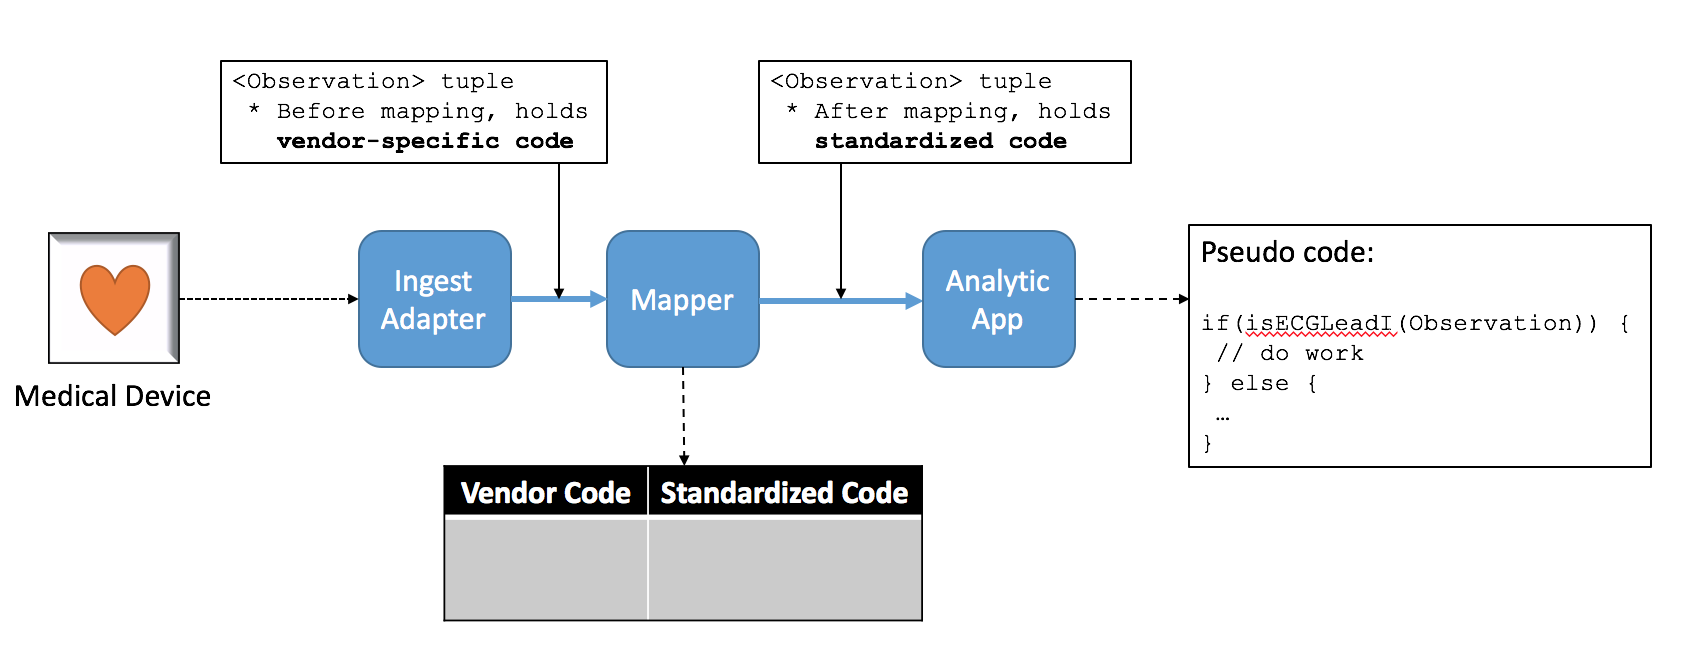 <Observation> tuple
* Before mapping, holds
vendor-specific code
<Observation> tuple
* After mapping, holds
standardized code
Medical Device
Ingest
Adapter
Mapper
Analytic
App
Pseudo code:
if(isECGLeadI(Observation)) {
// do work
} else {
…
}
Vendor Code
Standardized Code